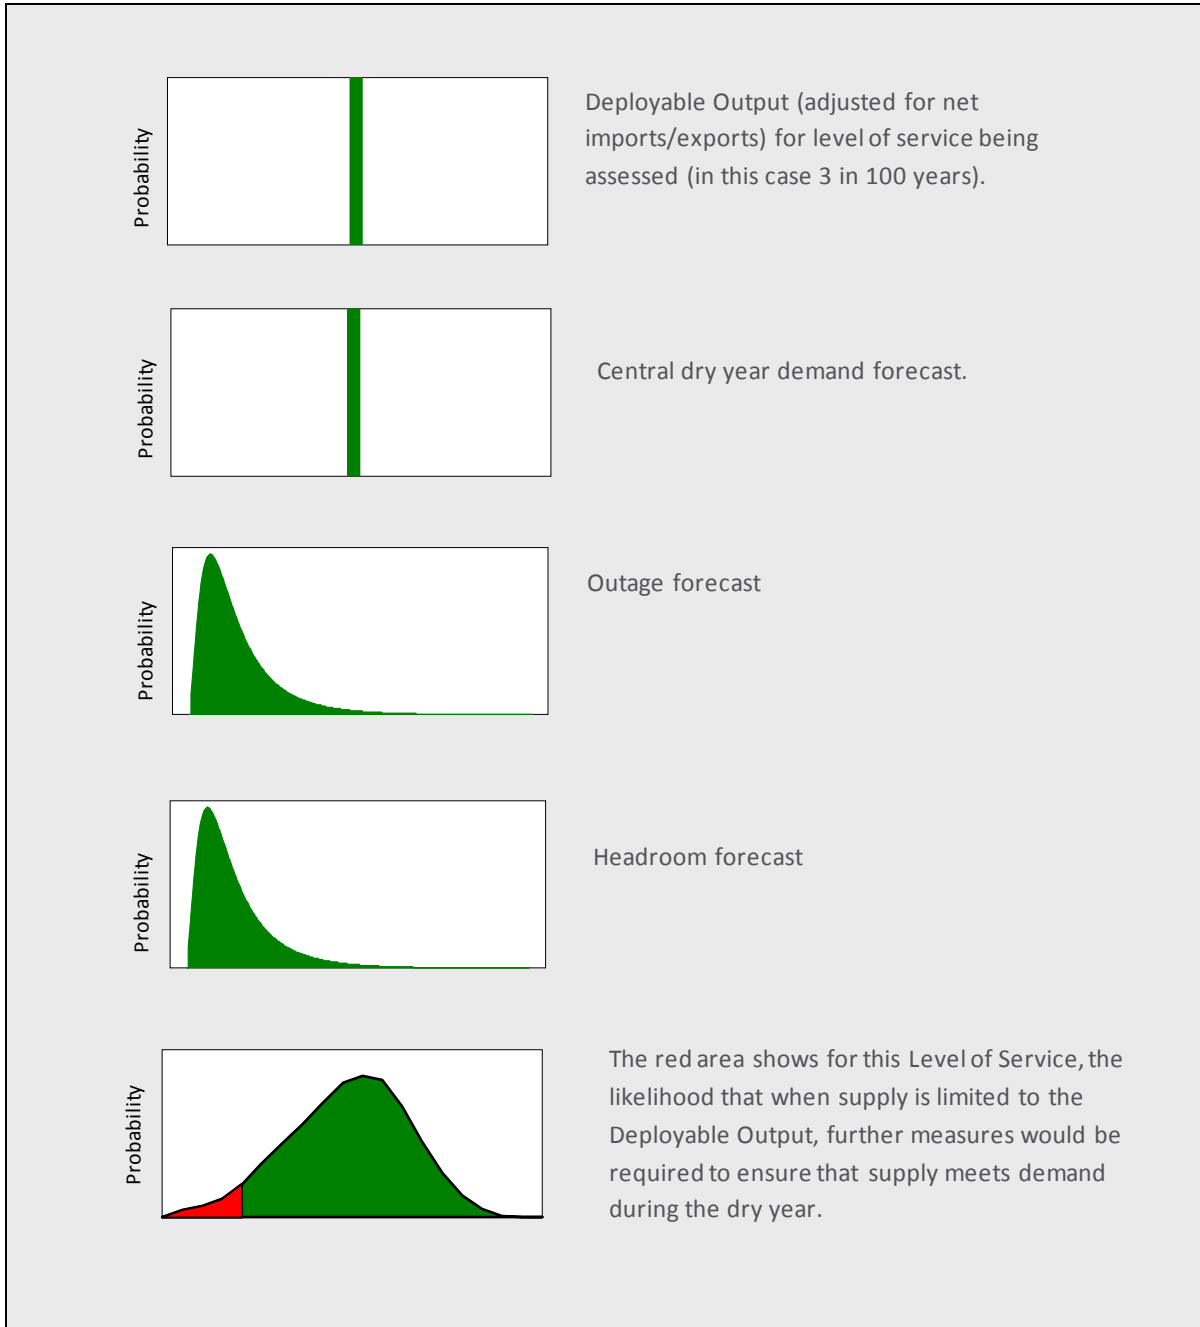 Probability
Deployable Output (adjusted for net
imports/exports) for level of service being
assessed (in this case 3 in 100 years).
Probability
Central dry year demand forecast.
Probability
Outage forecast
Probability
Headroom forecast
Probability
The red area shows for this Level of Service, the
likelihood that when supply is limited to the
Deployable Output, further measures would be
required to ensure that supply meets demand
during the dry year.